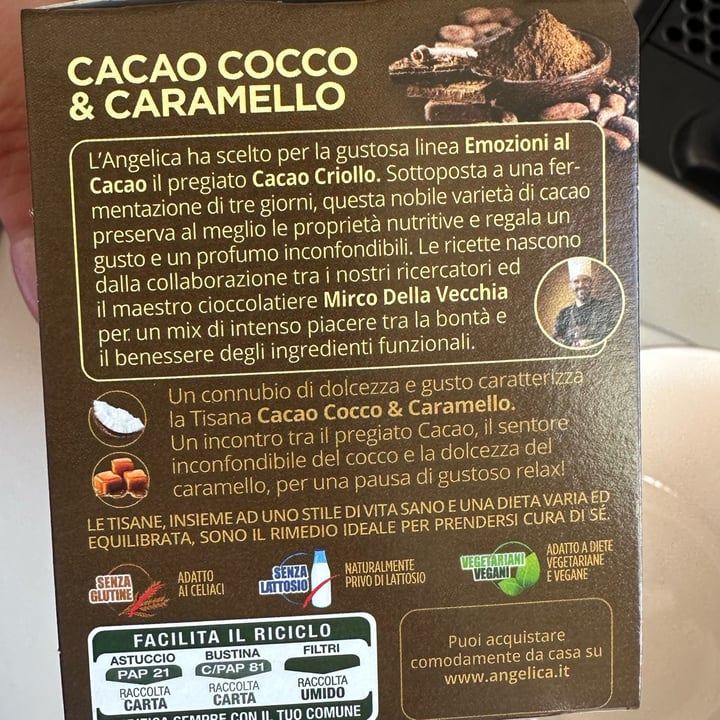 CACAO COCCO
& CARAMELLO
L'Angelica ha scelto per la gustosa linea Emozioni al
Cacao il pregiato Cacao Criollo. Sottoposta a una fer-
mentazione di tre giorni, questa nobile varietà di cacao
preserva al meglio le proprietà nutritive e regala un
gusto e un profumo inconfondibili. Le ricette nascono
dalla collaborazione tra i nostri ricercatori ed
il maestro cioccolatiere Mirco Della Vecchia
per un mix di intenso piacere tra la bontà e
il benessere degli ingredienti funzionali.
Un connubio di dolcezza e gusto caratterizza
la Tisana Cacao Cocco & Caramello.
Un incontro tra il pregiato Cacao, il sentore
inconfondibile del cocco e la dolcezza del
caramello, per una pausa di gustoso relax!
LE TISANE, INSIEME AD UNO STILE DI VITA SANO E UNA DIETA VARIA ED
EQUILIBRATA, SONO IL RIMEDIO IDEALE PER PRENDERSI CURA DI SÉ.
SENZA
GLUTINE
ADATTO
AI CELIACI
SENZA
LATTOSIO
NATURALMENTE
PRIVO DI LATTOSIO
VEGETARIANI
VEGANI
ADATTO A DIETE
VEGETARIANE
E VEGANE
FACILITA IL RICICLO
ASTUCCIO
PAP 21
RACCOLTA
CARTA
BUSTINA
C/PAP 81
RACCOLTA
CARTA
FILTRI
RACCOLTA
UMIDO
SEMPRE CON IL TUO COMUNE
Puoi acquistare
comodamente da casa su
www.angelica.it